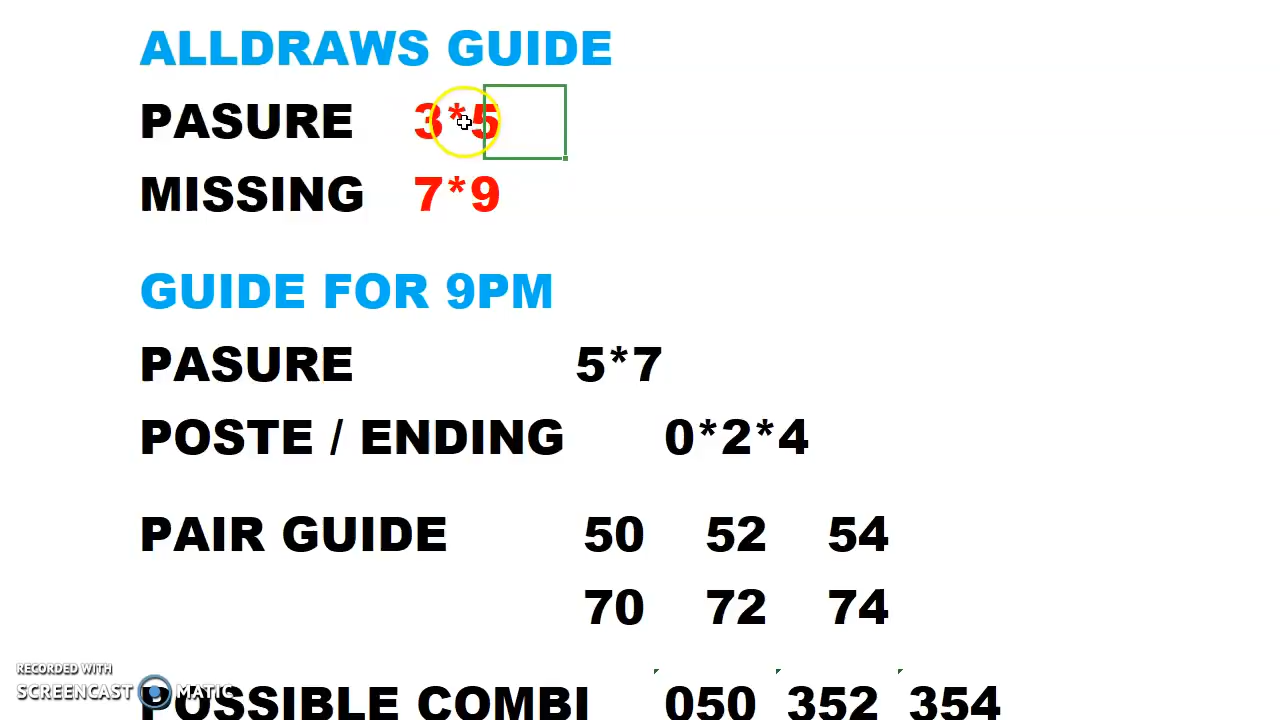 ALLDRAWS GUIDE
PASURE 3*5
MISSING 7*9
GUIDE FOR 9PM
PASURE 5*7
POSTE / ENDING 0*2*4
PAIR GUIDE 50 52 54
70 72 74
RECORDED WITH
SCREENCAST MATIC
POSSIBLE COMBI 050 352 354